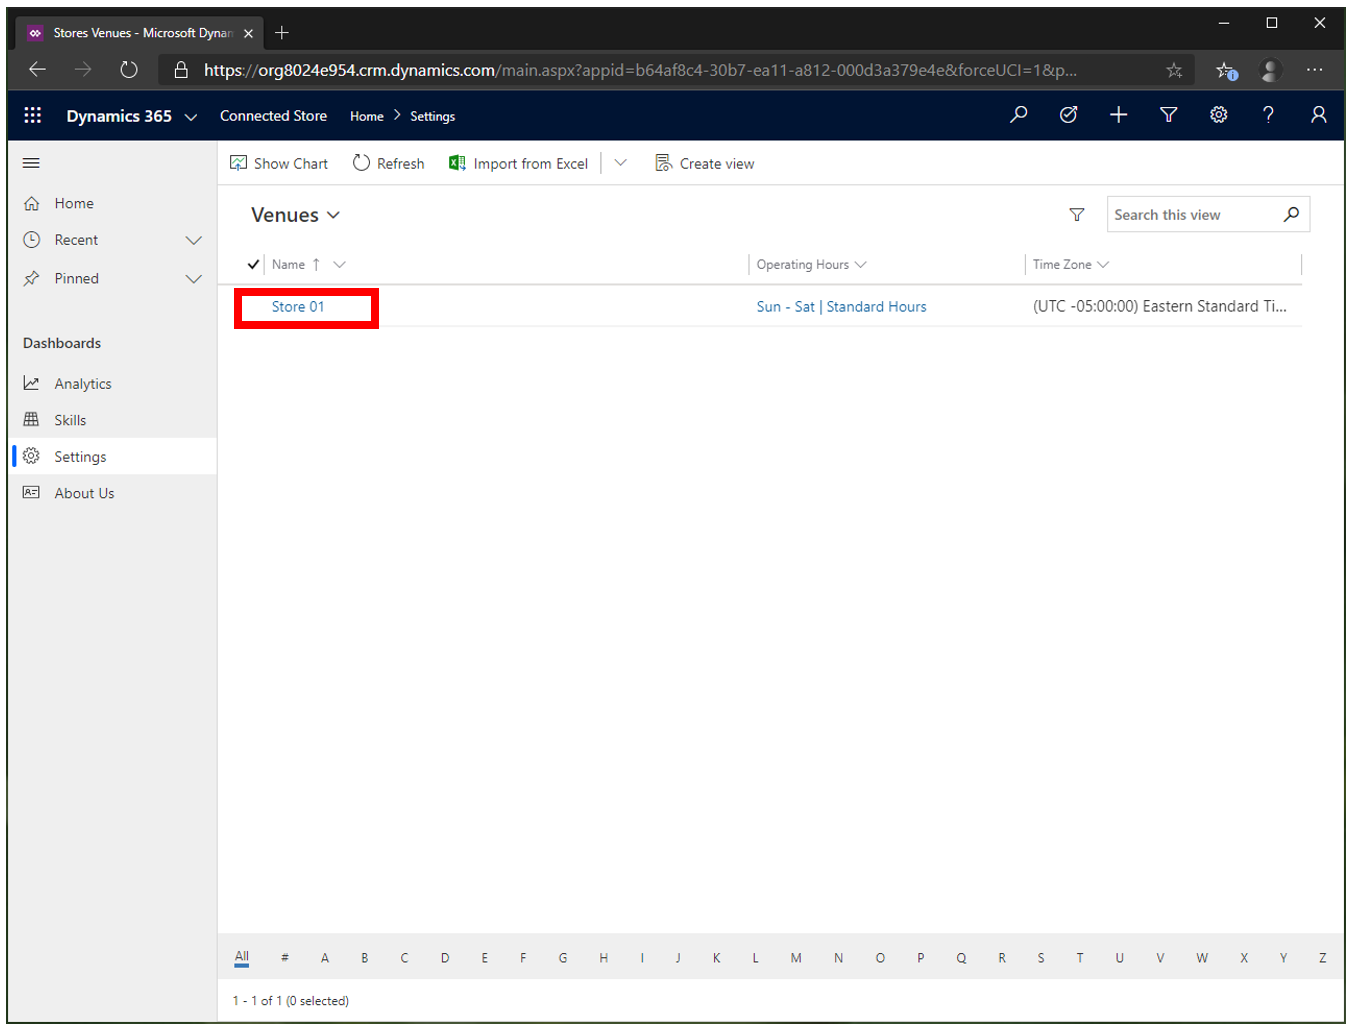 Stores Venues - Microsoft Dynan
https://org8024e954.crm.dynamics.com/main.aspx?appid=b64af8c4-30b7-ea11-a812-000d3a379e4e&forceUCI=1&p...
Dynamics 365 Connected Store Home > Settings
Show Chart Refresh Import from Excel Create view
Home
Recent
Pinned
Dashboards
Analytics
Skills
Settings
About Us
Venues
Search this view
Name ↑ Operating Hours Time Zone
Store 01 Sun - Sat | Standard Hours (UTC -05:00:00) Eastern Standard Ti...
All # A B C D E F G H I J K L M N O P Q R S T U V W X Y Z
1 - 1 of 1 (0 selected)